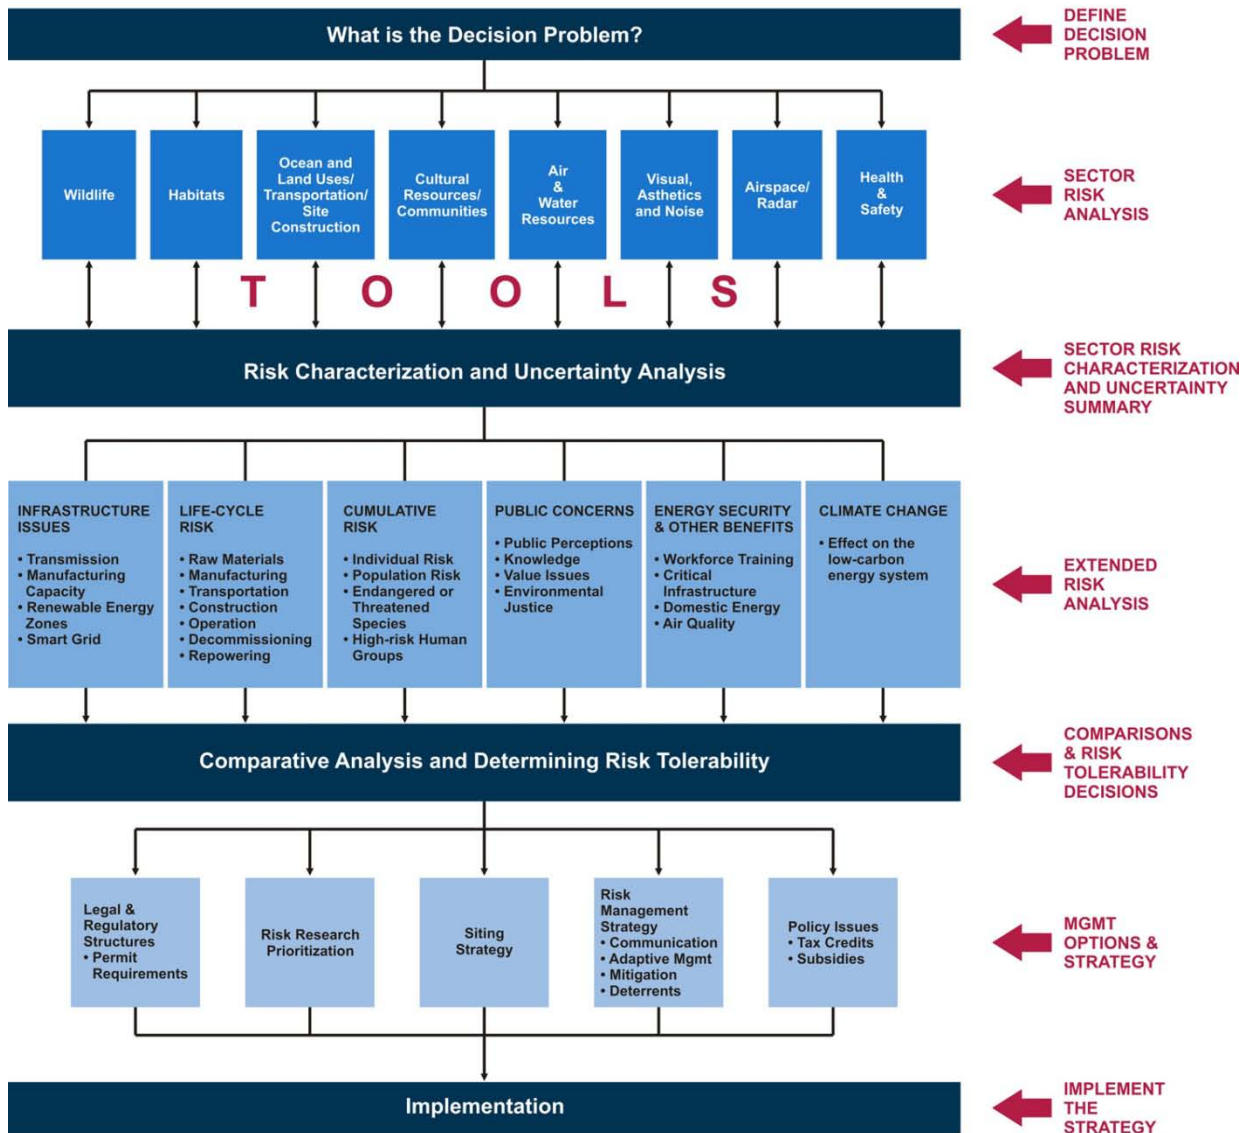 What is the Decision Problem?
DEFINE
DECISION
PROBLEM
Wildlife
Habitats
Ocean and
Land Uses/
Transportation/
Site
Construction
Cultural
Resources/
Communities
Air
&
Water
Resources
Visual,
Asthetics
and Noise
Airspace/
Radar
Health
&
Safety
SECTOR
RISK
ANALYSIS
T O O L S
Risk Characterization and Uncertainty Analysis
SECTOR RISK
CHARACTERIZATION
AND UNCERTAINTY
SUMMARY
INFRASTRUCTURE
ISSUES
• Transmission
• Manufacturing
Capacity
• Renewable Energy
Zones
• Smart Grid
LIFE-CYCLE
RISK
• Raw Materials
• Manufacturing
• Transportation
• Construction
• Operation
• Decommissioning
• Repowering
CUMULATIVE
RISK
• Individual Risk
• Population Risk
• Endangered or
Threatened
Species
• High-risk Human
Groups
PUBLIC CONCERNS
• Public Perceptions
• Knowledge
• Value Issues
• Environmental
Justice
ENERGY SECURITY
& OTHER BENEFITS
• Workforce Training
• Critical
Infrastructure
• Domestic Energy
• Air Quality
CLIMATE CHANGE
• Effect on the
low-carbon
energy system
EXTENDED
RISK
ANALYSIS
Comparative Analysis and Determining Risk Tolerability
COMPARISONS
& RISK
TOLERABILITY
DECISIONS
Legal &
Regulatory
Structures
• Permit
Requirements
Risk Research
Prioritization
Siting
Strategy
Risk
Management
Strategy
• Communication
• Adaptive Mgmt
• Mitigation
• Deterrents
Policy Issues
• Tax Credits
• Subsidies
MGMT
OPTIONS &
STRATEGY
Implementation
IMPLEMENT
THE
STRATEGY